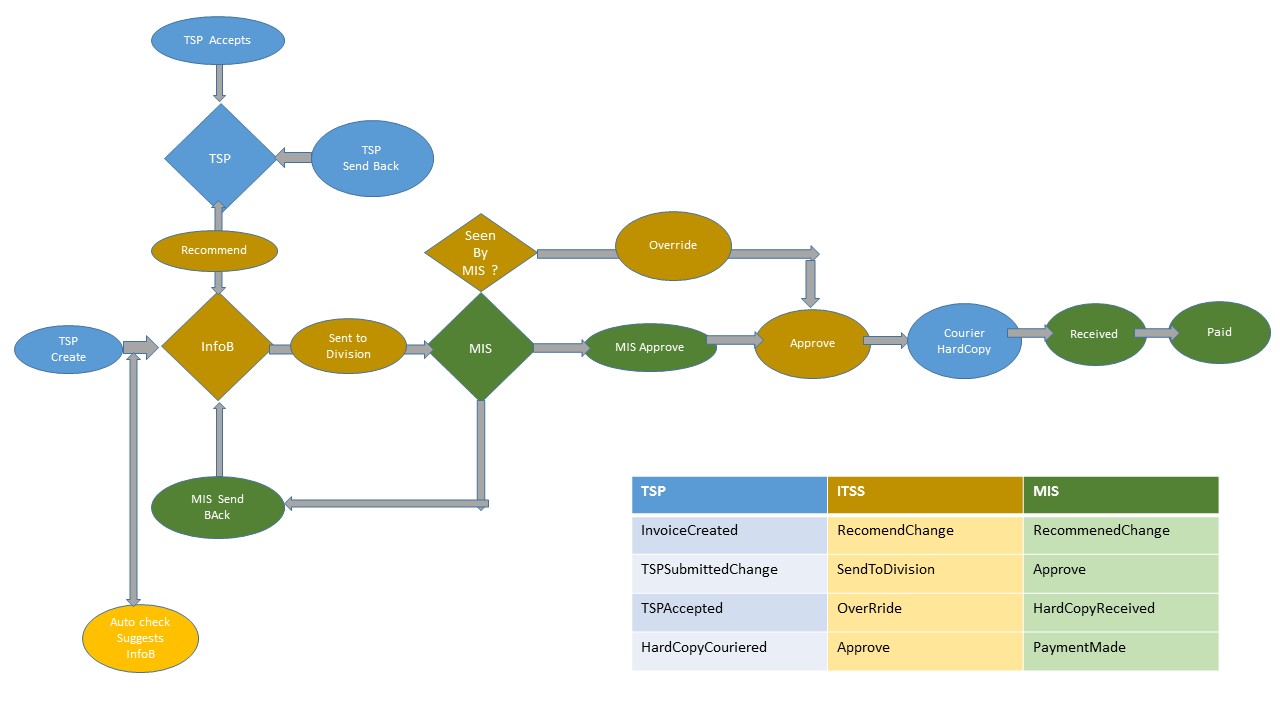 TSP Accepts
TSP
TSP
Send Back
Recommend
Seen
By
MIS ?
Override
TSP
Create
InfoB
Sent to
Division
MIS
MIS Approve
Approve
Courier
HardCopy
Received
Paid
MIS Send
BAck
Auto check
Suggests
InfoB
TSP ITSS MIS
InvoiceCreated RecomendChange RecommenedChange
TSPSubmittedChange SendToDivision Approve
TSPAccepted OverRride HardCopyReceived
HardCopyCouriered Approve PaymentMade